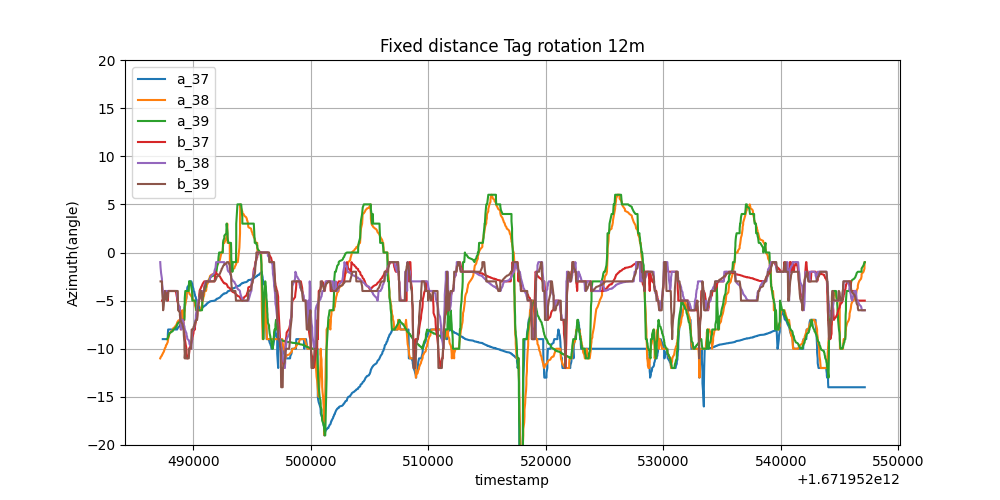 Fixed distance Tag rotation 12m
20
15
10
5
0
−5
−10
−15
−20
Azimuth(angle)
a_37
a_38
a_39
b_37
b_38
b_39
490000 500000 510000 520000 530000 540000 550000
timestamp
+1.671952e12